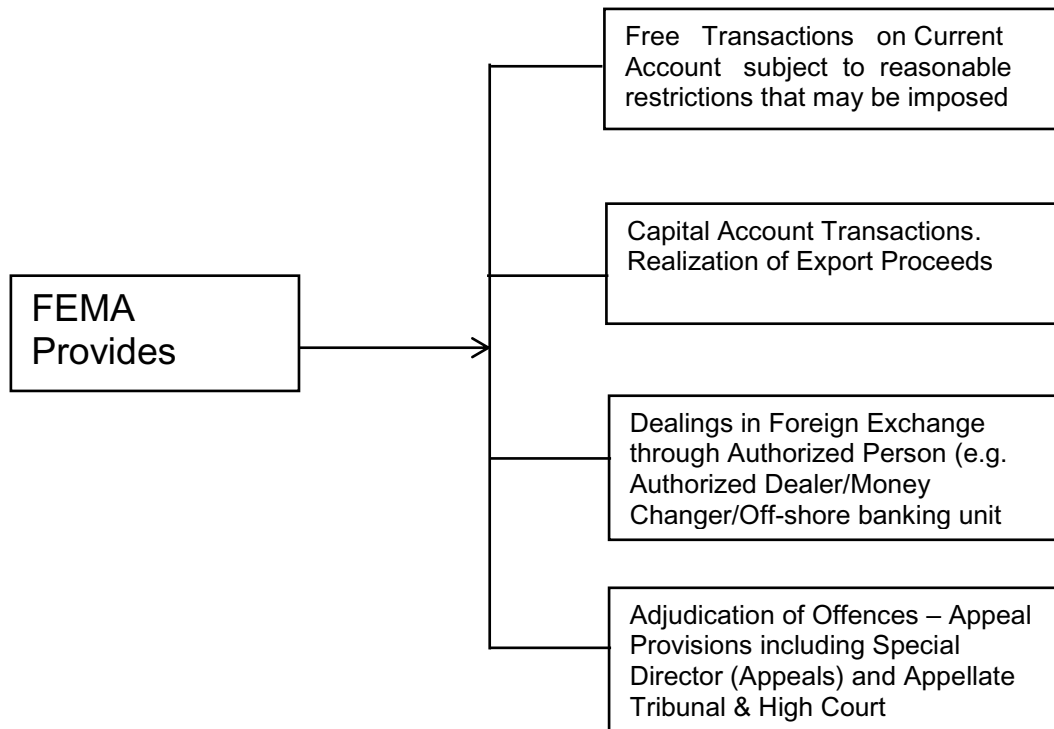 FEMA
Provides
Free Transactions on Current
Account subject to reasonable
restrictions that may be imposed
Capital Account Transactions.
Realization of Export Proceeds
Dealings in Foreign Exchange
through Authorized Person (e.g.
Authorized Dealer/Money
Changer/Off-shore banking unit
Adjudication of Offences – Appeal
Provisions including Special
Director (Appeals) and Appellate
Tribunal & High Court